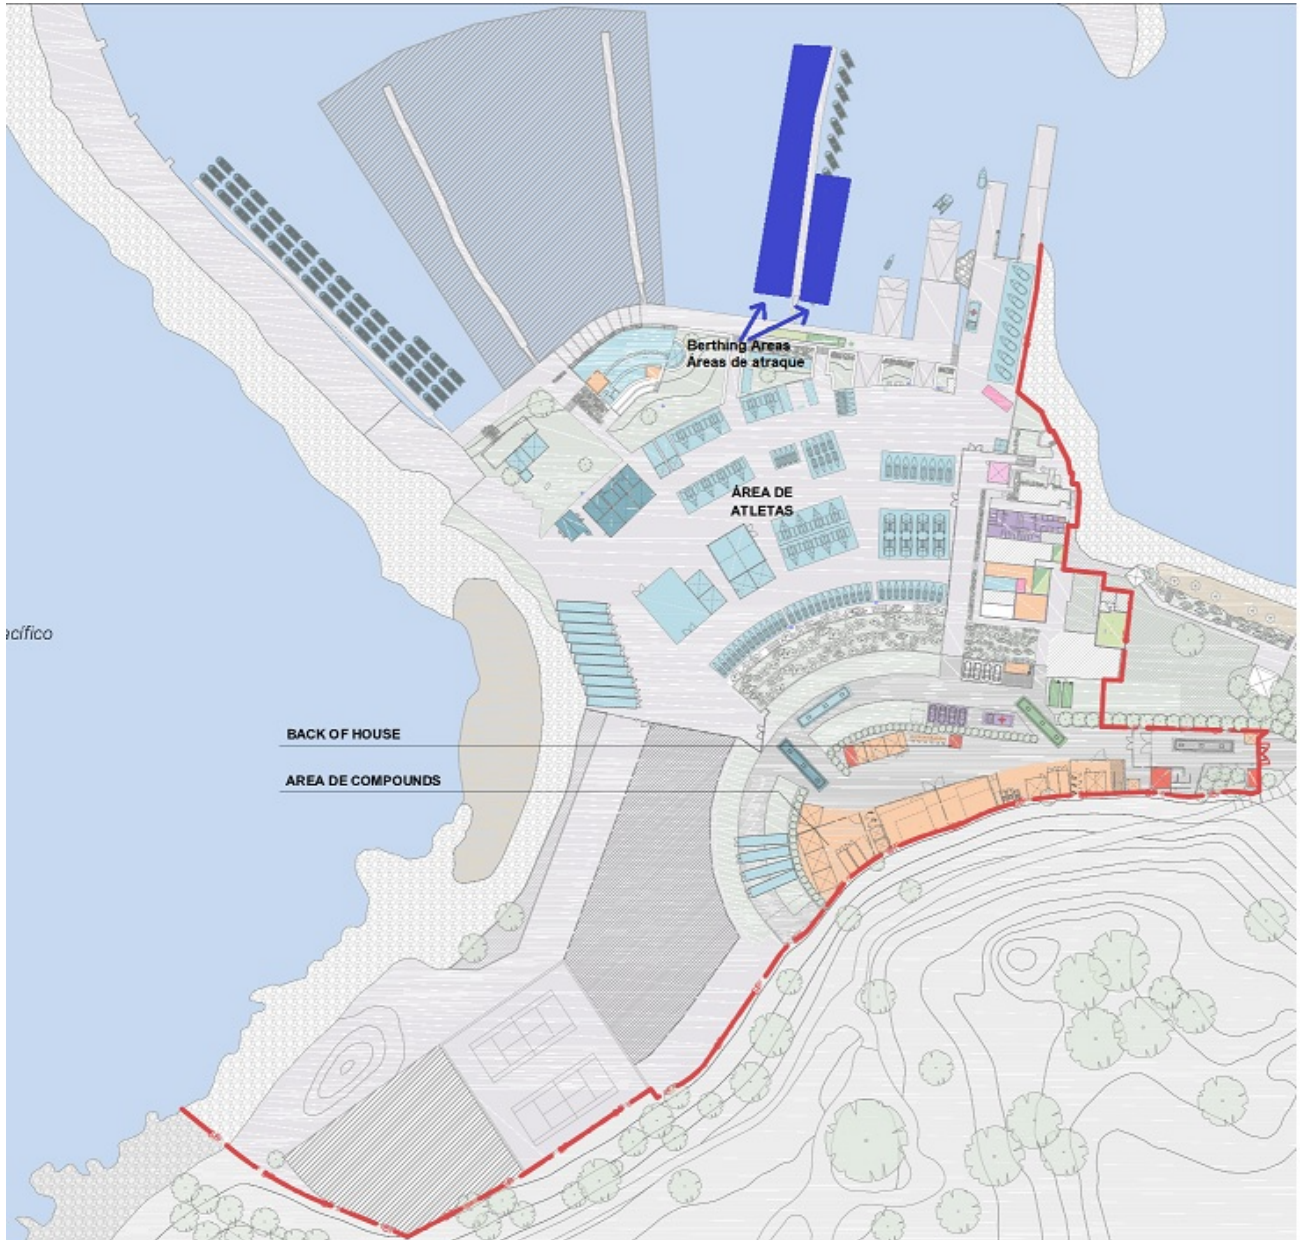 Berthing Areas
Áreas de atraque
ÁREA DE
ATLETAS
acífico
BACK OF HOUSE
AREA DE COMPOUNDS